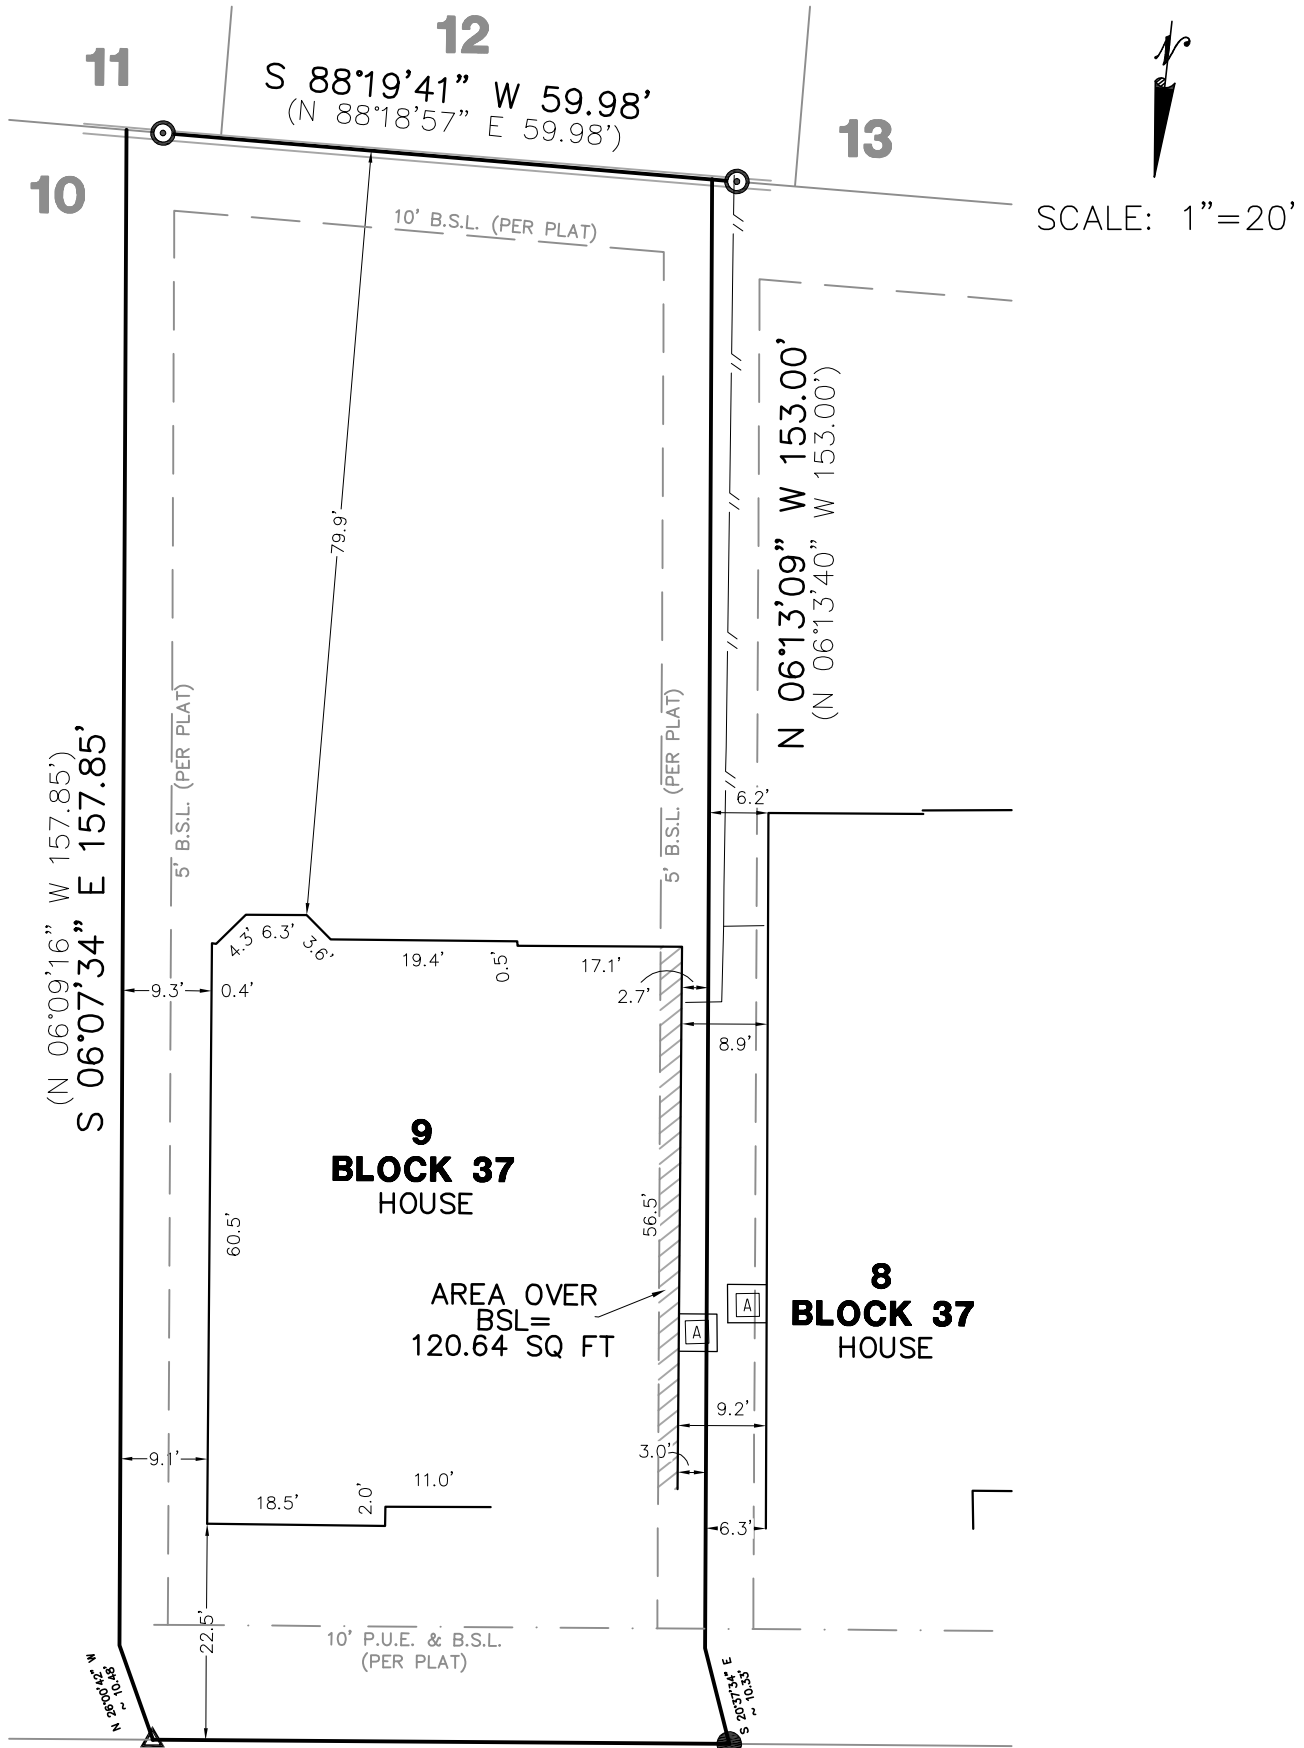 11
12
S 88°19'41" W 59.98'
(N 88°18'57" E 59.98')
13
10
N
SCALE: 1"=20'
10' B.S.L. (PER PLAT)
79.9'
N 06°13'09" W 153.00'
(N 06°13'40" W 153.00')
5' B.S.L. (PER PLAT)
5' B.S.L. (PER PLAT)
(N 06°09'16" W 157.85')
S 06°07'34" E 157.85'
6.2'
4.3'
6.3'
3.6'
19.4'
0.5'
17.1'
9.3'
0.4'
2.7'
8.9'
9
BLOCK 37
HOUSE
60.5'
56.5'
AREA OVER
BSL=
120.64 SQ FT
A
A
8
BLOCK 37
HOUSE
9.2'
3.0'
9.1'
18.5'
2.0'
11.0'
6.3'
22.5'
10' P.U.E. & B.S.L.
(PER PLAT)
N 26°00'42" W
~ 10.48'
S 20°37'34" E
~ 10.33'